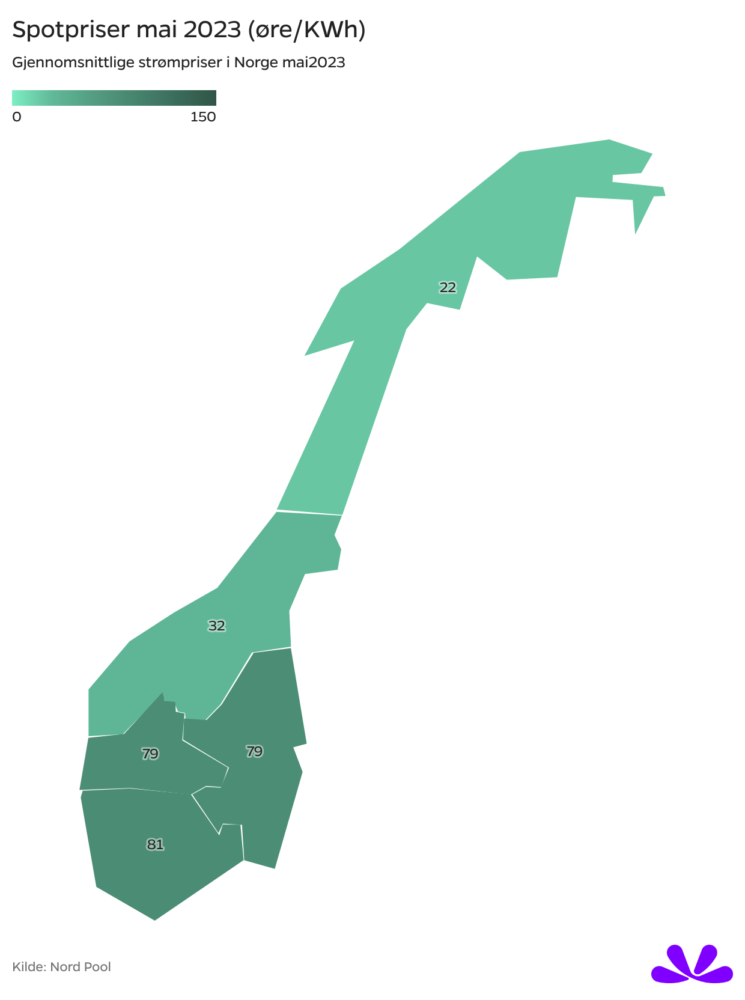 Spotpriser mai 2023 (øre/KWh)
Gjennomsnittlige strømpriser i Norge mai2023
0 150
22
32
79 79
81
Kilde: Nord Pool